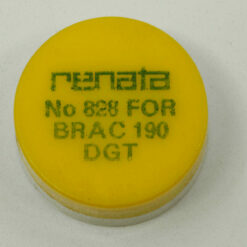 renata
No 828 FOR
BRAC 190
DGT